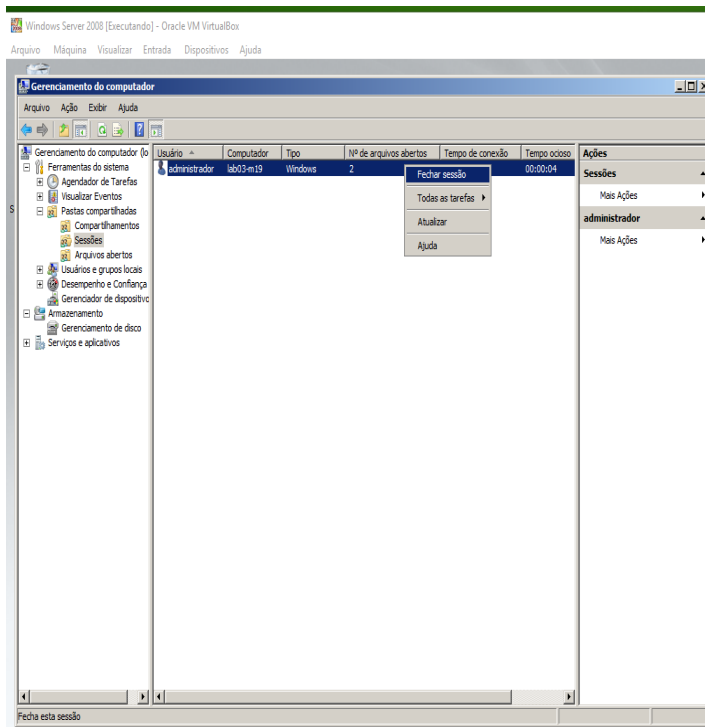 Windows Server 2008 [Executando] - Oracle VM VirtualBox
Arquivo Máquina Visualizar Entrada Dispositivos Ajuda
Gerenciamento do computador
Arquivo Ação Exibir Ajuda
Gerenciamento do computador (lo
Ferramentas do sistema
Agendador de Tarefas
Visualizar Eventos
Pastas compartilhadas
Compartilhamentos
Sessões
Arquivos abertos
Usuários e grupos locais
Desempenho e Confiança
Gerenciador de dispositivo
Armazenamento
Gerenciamento de disco
Serviços e aplicativos
Usuário Computador Tipo Nº de arquivos abertos Tempo de conexão Tempo ocioso
administrador lab03-m19 Windows 2 00:00:04
Fechar sessão
Todas as tarefas
Atualizar
Ajuda
Ações
Sessões
Mais Ações
administrador
Mais Ações
S
Fecha esta sessão